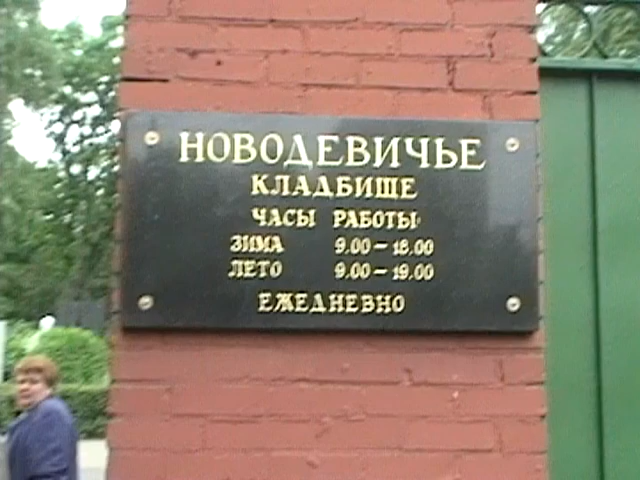 НОВОДЕВИЧЬЕ
КЛАДБИЩЕ
ЧАСЫ РАБОТЫ
ЗИМА 9.00 – 18.00
ЛЕТО 9.00 – 19.00
ЕЖЕДНЕВНО